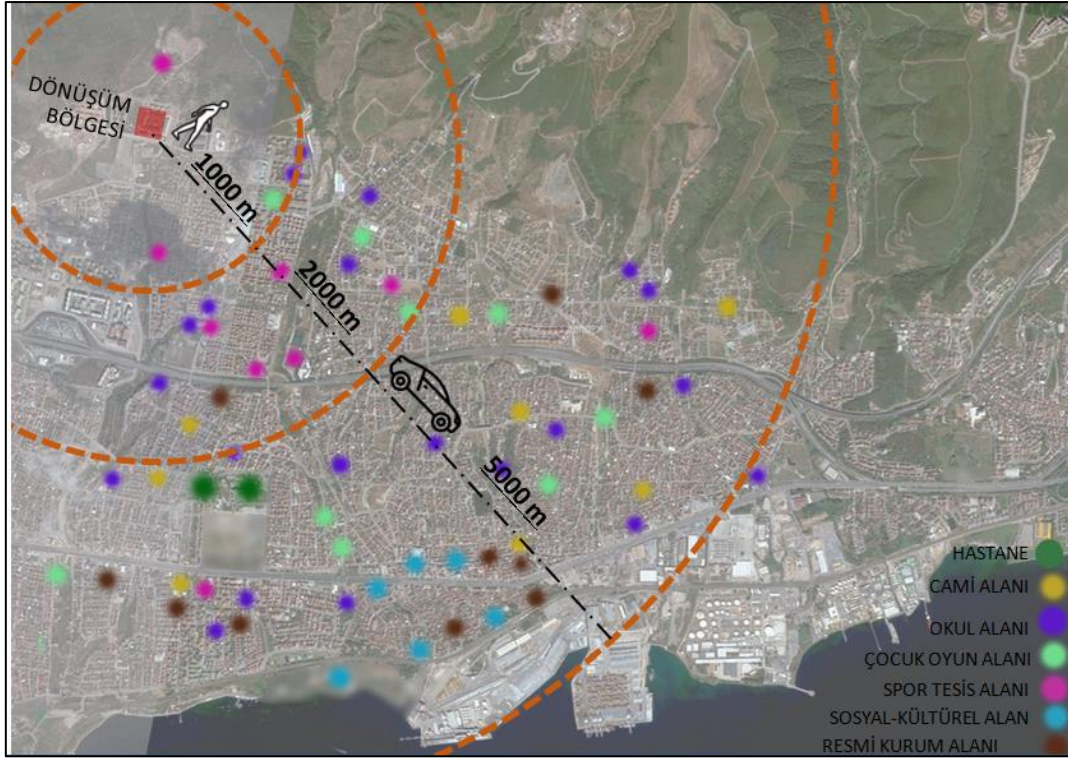 DÖNÜŞÜM
BÖLGESİ
1000 m
2000 m
5000 m
HASTANE
CAMİ ALANI
OKUL ALANI
ÇOCUK OYUN ALANI
SPOR TESİS ALANI
SOSYAL-KÜLTÜREL ALAN
RESMİ KURUM ALANI